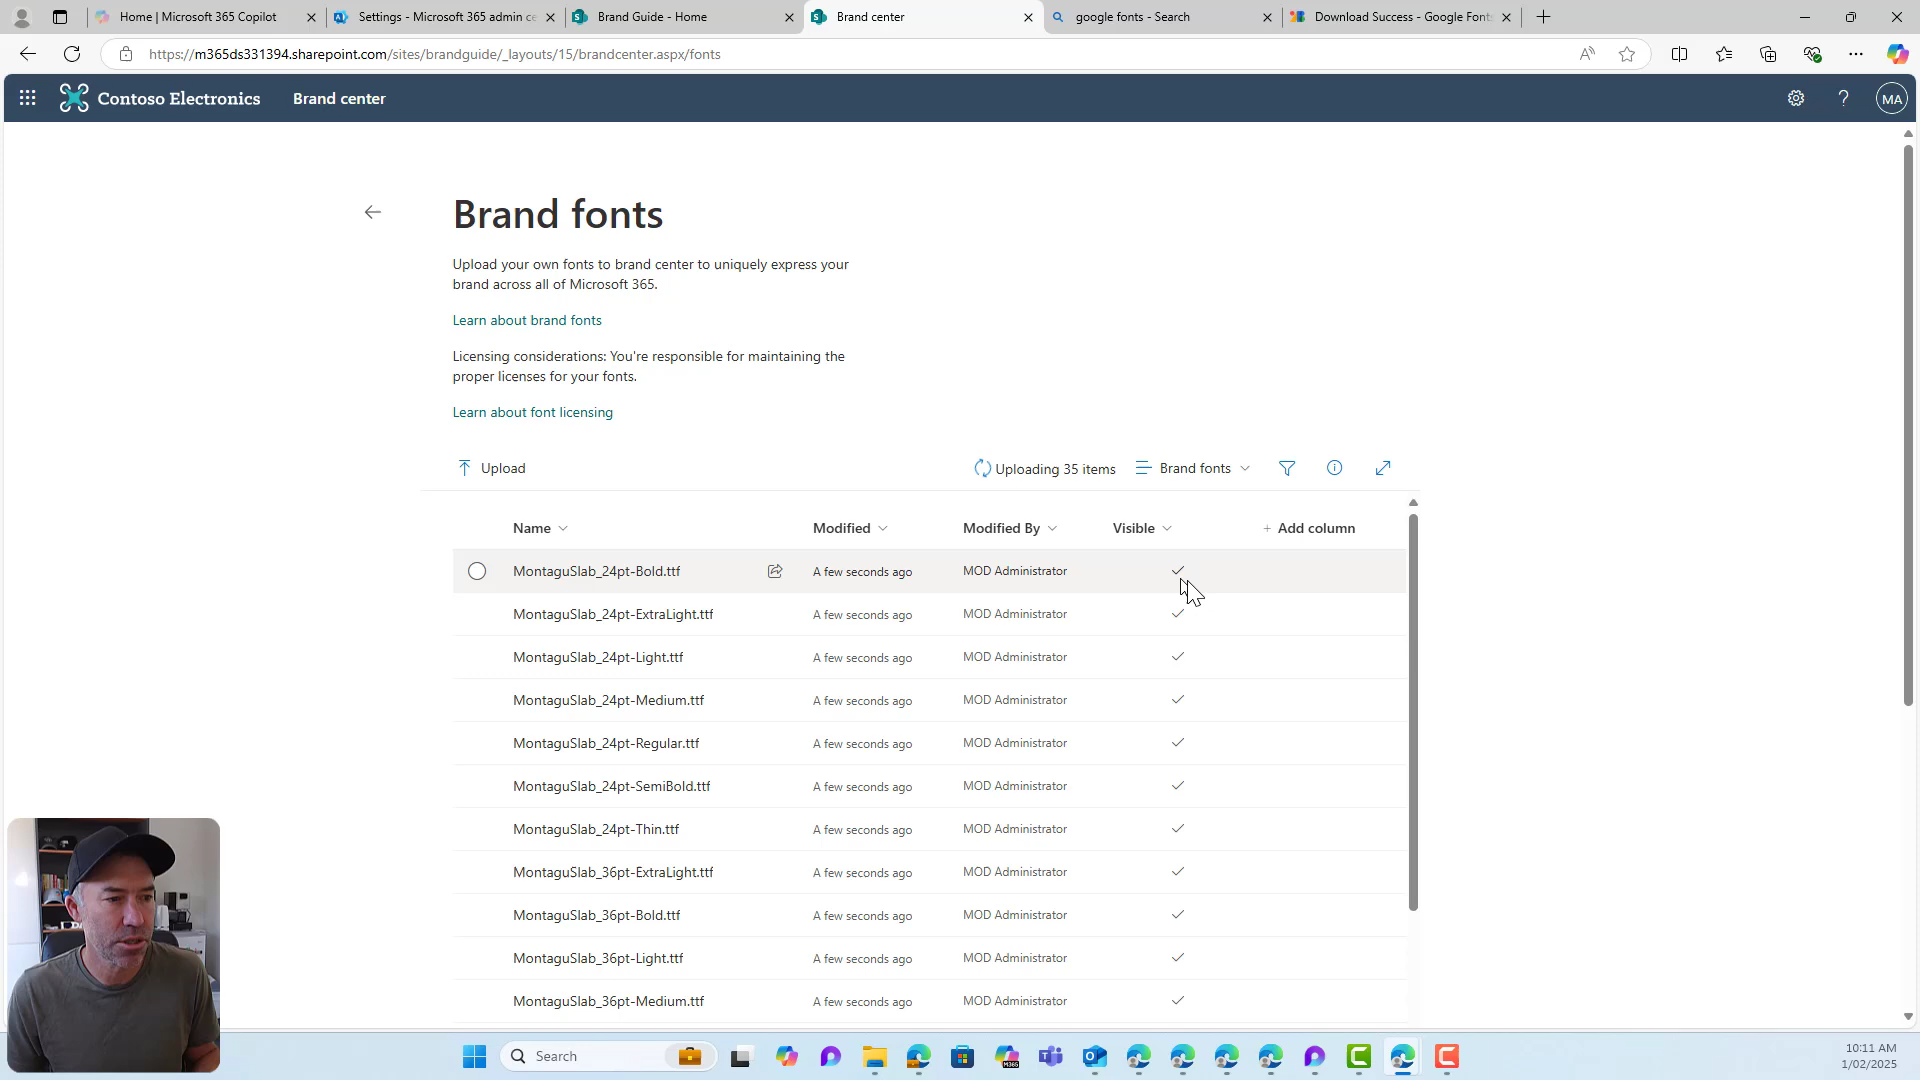 Home | Microsoft 365 Copilot
Settings - Microsoft 365 admin ce
Brand Guide - Home
Brand center
google fonts - Search
Download Success - Google Fonts
https://m365ds331394.sharepoint.com/sites/brandguide/_layouts/15/brandcenter.aspx/fonts
Contoso Electronics
Brand center
MA
Brand fonts
Upload your own fonts to brand center to uniquely express your
brand across all of Microsoft 365.
Learn about brand fonts
Licensing considerations: You're responsible for maintaining the
proper licenses for your fonts.
Learn about font licensing
Upload
Uploading 35 items
Brand fonts
Name
Modified
Modified By
Visible
+ Add column
MontaguSlab_24pt-Bold.ttf A few seconds ago MOD Administrator
MontaguSlab_24pt-ExtraLight.ttf A few seconds ago MOD Administrator
MontaguSlab_24pt-Light.ttf A few seconds ago MOD Administrator
MontaguSlab_24pt-Medium.ttf A few seconds ago MOD Administrator
MontaguSlab_24pt-Regular.ttf A few seconds ago MOD Administrator
MontaguSlab_24pt-SemiBold.ttf A few seconds ago MOD Administrator
MontaguSlab_24pt-Thin.ttf A few seconds ago MOD Administrator
MontaguSlab_36pt-ExtraLight.ttf A few seconds ago MOD Administrator
MontaguSlab_36pt-Bold.ttf A few seconds ago MOD Administrator
MontaguSlab_36pt-Light.ttf A few seconds ago MOD Administrator
MontaguSlab_36pt-Medium.ttf A few seconds ago MOD Administrator
Search
M365
10:11 AM
1/02/2025